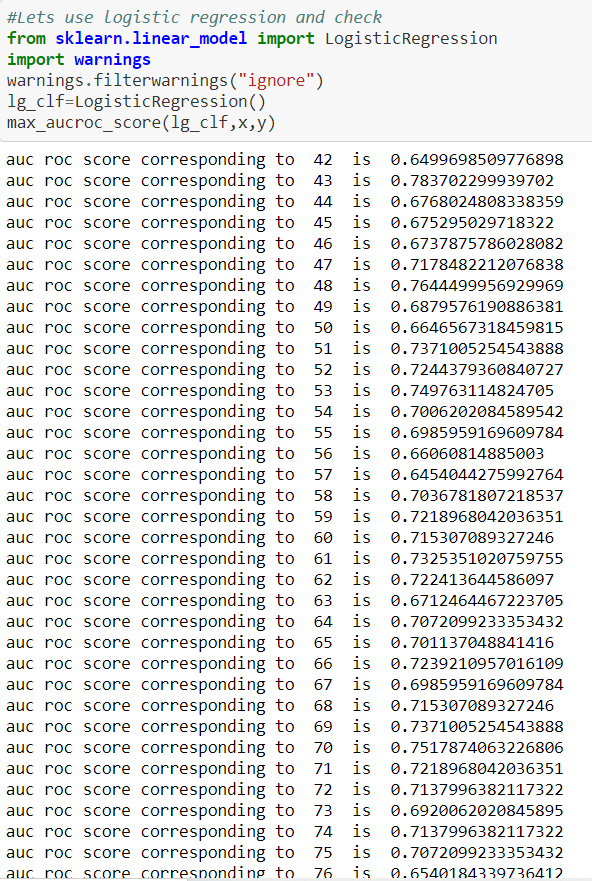 #Lets use logistic regression and check
from sklearn.linear_model import LogisticRegression
import warnings
warnings.filterwarnings("ignore")
lg_clf=LogisticRegression()
max_aucroc_score(lg_clf,x,y)
auc roc score corresponding to  42  is  0.6499698509776898
auc roc score corresponding to  43  is  0.783702299939702
auc roc score corresponding to  44  is  0.6768024808338359
auc roc score corresponding to  45  is  0.675295029718322
auc roc score corresponding to  46  is  0.6737875786028082
auc roc score corresponding to  47  is  0.7178482212076838
auc roc score corresponding to  48  is  0.7644499956929969
auc roc score corresponding to  49  is  0.6879576190886381
auc roc score corresponding to  50  is  0.6646567318459815
auc roc score corresponding to  51  is  0.7371005254543888
auc roc score corresponding to  52  is  0.7244379360840727
auc roc score corresponding to  53  is  0.749763114824705
auc roc score corresponding to  54  is  0.7006202084589542
auc roc score corresponding to  55  is  0.6985959169609784
auc roc score corresponding to  56  is  0.66060814885003
auc roc score corresponding to  57  is  0.6454044275992764
auc roc score corresponding to  58  is  0.7036781807218537
auc roc score corresponding to  59  is  0.7218968042036351
auc roc score corresponding to  60  is  0.715307089327246
auc roc score corresponding to  61  is  0.7325351020759755
auc roc score corresponding to  62  is  0.722413644586097
auc roc score corresponding to  63  is  0.6712464467223705
auc roc score corresponding to  64  is  0.7072099233353432
auc roc score corresponding to  65  is  0.701137048841416
auc roc score corresponding to  66  is  0.7239210957016109
auc roc score corresponding to  67  is  0.6985959169609784
auc roc score corresponding to  68  is  0.715307089327246
auc roc score corresponding to  69  is  0.7371005254543888
auc roc score corresponding to  70  is  0.7517874063226806
auc roc score corresponding to  71  is  0.7218968042036351
auc roc score corresponding to  72  is  0.7137996382117322
auc roc score corresponding to  73  is  0.6920062020845895
auc roc score corresponding to  74  is  0.7137996382117322
auc roc score corresponding to  75  is  0.7072099233353432
auc roc score corresponding to  76  is  0.6540184339736412